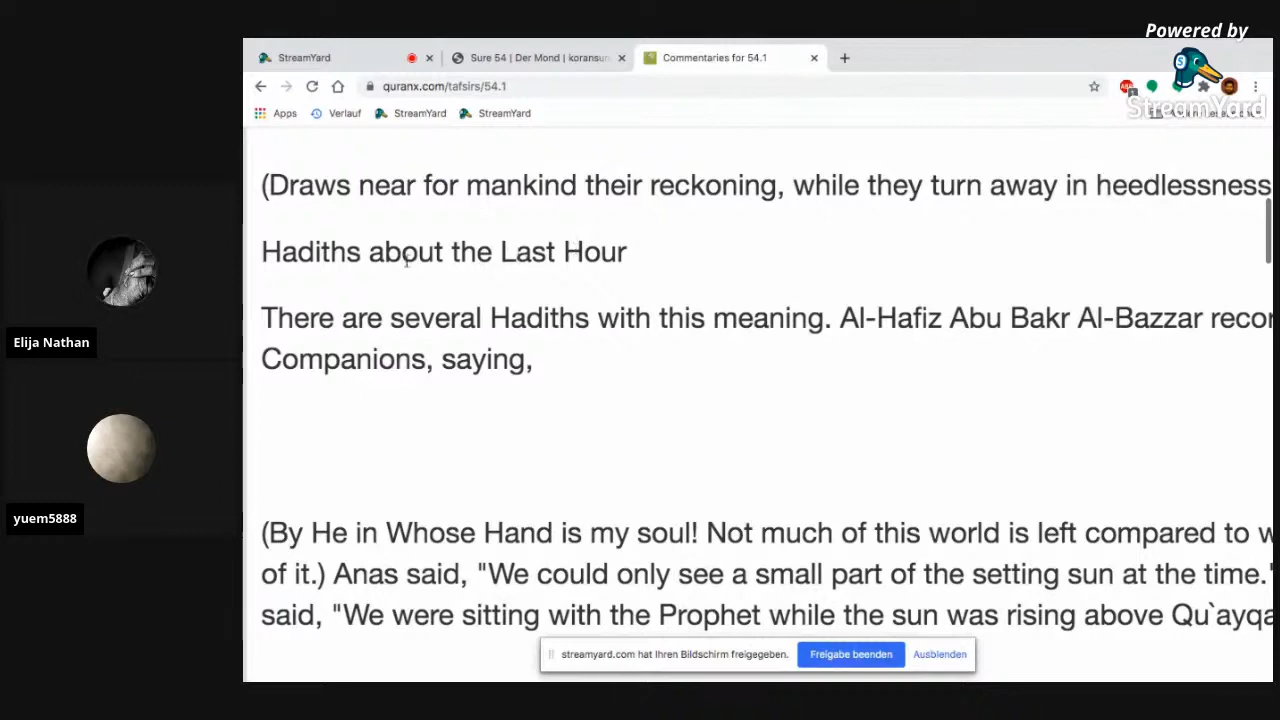 Powered by
StreamYard
StreamYard
Sure 54 | Der Mond | koransur
Commentaries for 54.1
quranx.com/tafsirs/54.1
Apps
Verlauf
StreamYard
StreamYard
(Draws near for mankind their reckoning, while they turn away in heedlessness
Hadiths about the Last Hour
There are several Hadiths with this meaning. Al-Hafiz Abu Bakr Al-Bazzar recor
Companions, saying,
Elija Nathan
yuem5888
(By He in Whose Hand is my soul! Not much of this world is left compared to w
of it.) Anas said, "We could only see a small part of the setting sun at the time."
said, "We were sitting with the Prophet while the sun was rising above Qu`ayqa
streamyard.com hat Ihren Bildschirm freigegeben.
Freigabe beenden
Ausblenden